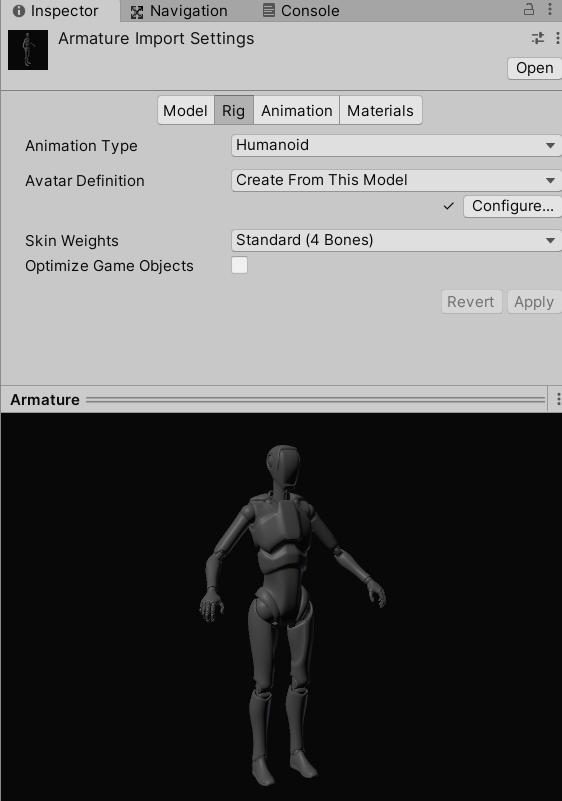 Inspector Navigation Console
Armature Import Settings
Open
Model Rig Animation Materials
Animation Type Humanoid
Avatar Definition Create From This Model
Configure...
Skin Weights Standard (4 Bones)
Optimize Game Objects
Revert Apply
Armature